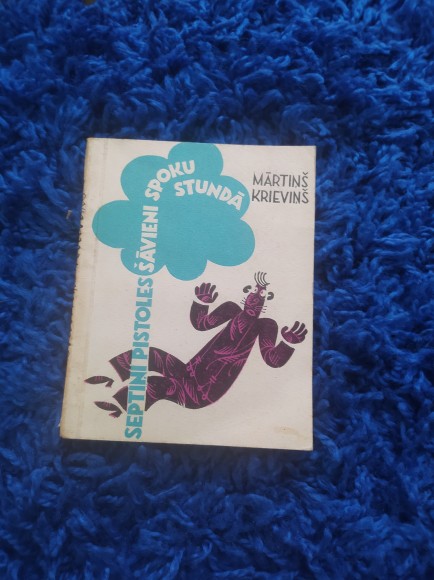 MĀRTIŅŠ
KRIEVIŅŠ
SEPTIŅI PISTOLES ŠĀVIENI SPOKU
STUNDĀ